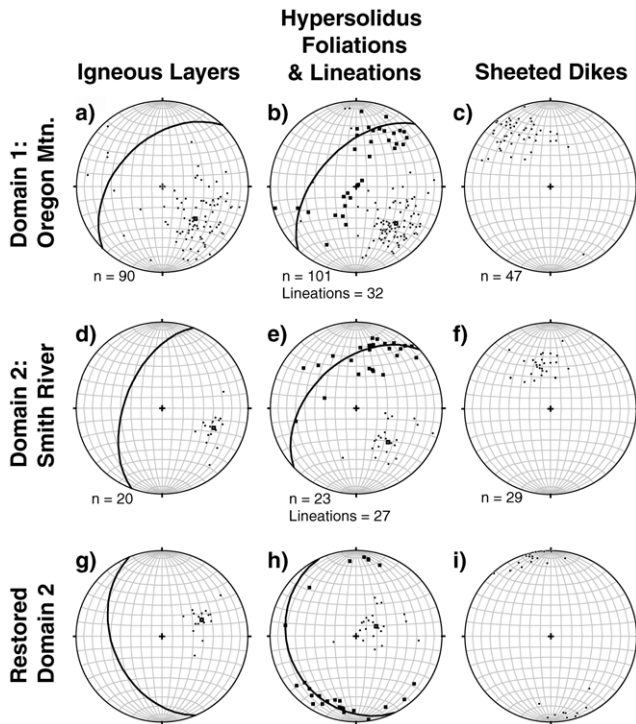 Igneous Layers
Hypersolidus
Foliations
& Lineations
Sheeted Dikes
Domain 1:
Oregon Mtn.
a)
b)
c)
n = 90
n = 101
Lineations = 32
n = 47
Domain 2:
Smith River
d)
e)
f)
n = 20
n = 23
Lineations = 27
n = 29
Restored
Domain 2
g)
h)
i)